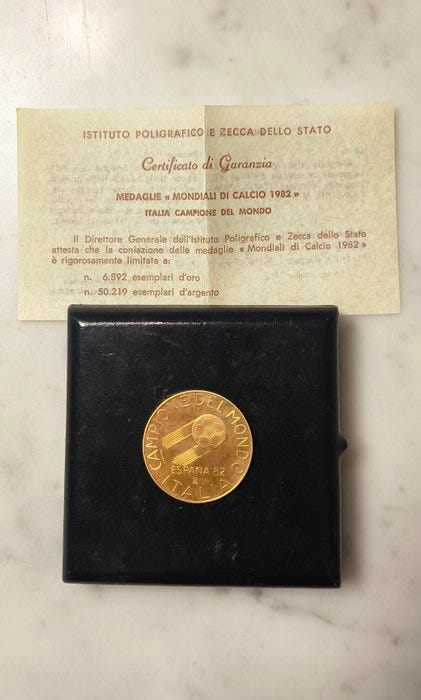 ISTITUTO POLIGRAFICO E ZECCA DELLO STATO
Certificato di Garanzia
MEDAGLIE « MONDIALI DI CALCIO 1982 »
ITALIA CAMPIONE DEL MONDO
Il Direttore Generale dell'Istituto Poligrafico e Zecca dello Stato
attesta che la coniazione delle medaglie « Mondiali di Calcio 1982 »
è rigorosamente limitata a:
n. 6.892 esemplari d'oro
n. 50.219 esemplari d'argento
CAMPIONE DEL MONDO
ESPAÑA 82
ITALIA